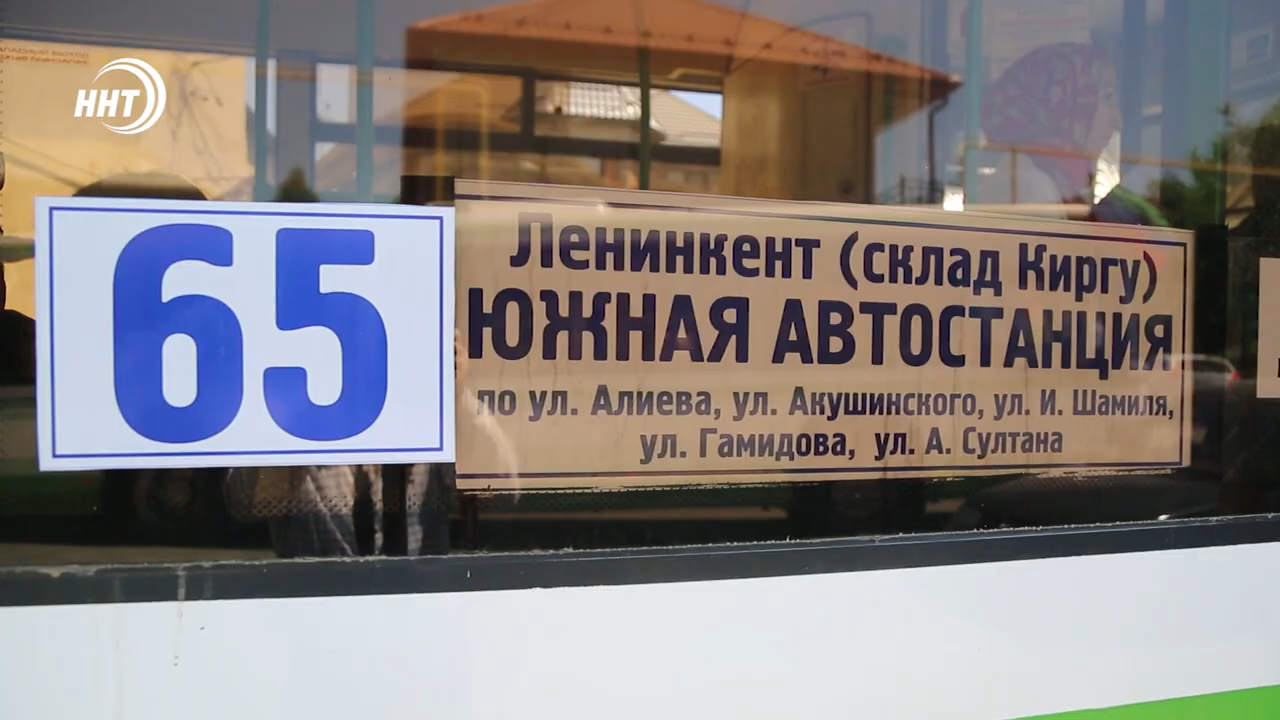 ННТ
65
Ленинкент (склад Киргу)
ЮЖНАЯ АВТОСТАНЦИЯ
по ул. Алиева, ул. Акушинского, ул. И. Шамиля,
ул. Гамидова, ул. А. Султана